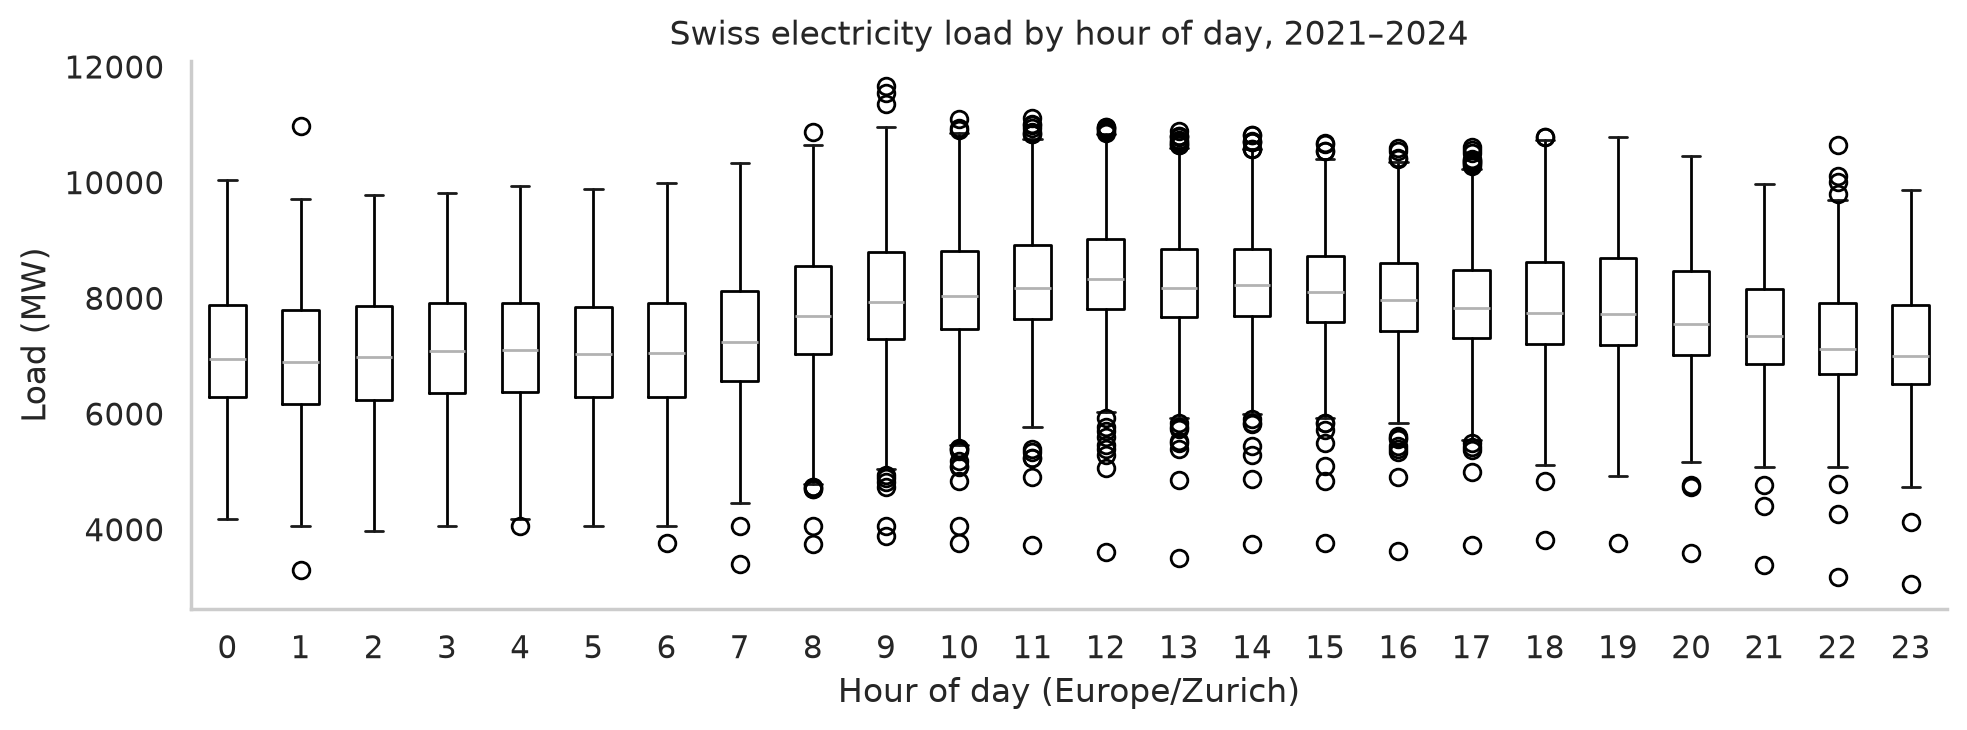 Swiss electricity load by hour of day, 2021–2024
12000
10000
8000
6000
4000
Load (MW)
0 1 2 3 4 5 6 7 8 9 10 11 12 13 14 15 16 17 18 19 20 21 22 23
Hour of day (Europe/Zurich)